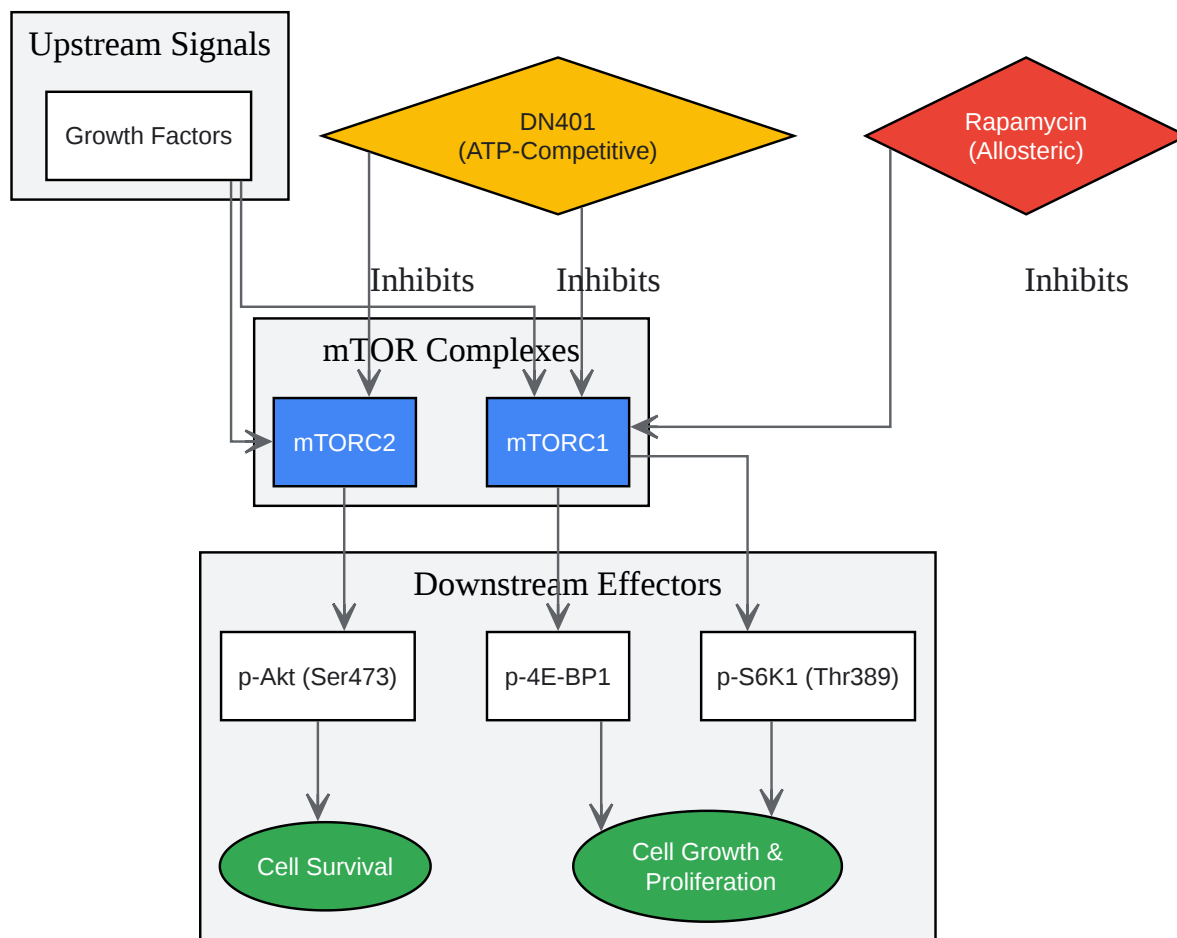 Upstream Signals
Growth Factors
DN401
(ATP-Competitive)
Rapamycin
(Allosteric)
Inhibits
Inhibits
Inhibits
mTOR Complexes
mTORC2
mTORC1
Downstream Effectors
p-Akt (Ser473)
p-4E-BP1
p-S6K1 (Thr389)
Cell Survival
Cell Growth &
Proliferation